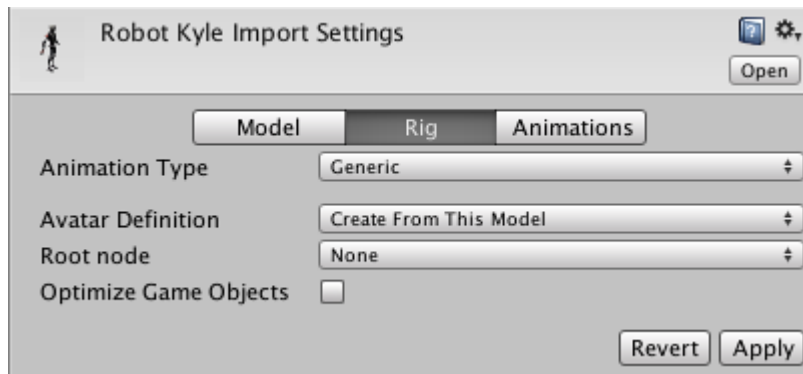 Robot Kyle Import Settings
Open
Model Rig Animations
Animation Type Generic
Avatar Definition Create From This Model
Root node None
Optimize Game Objects
Revert Apply